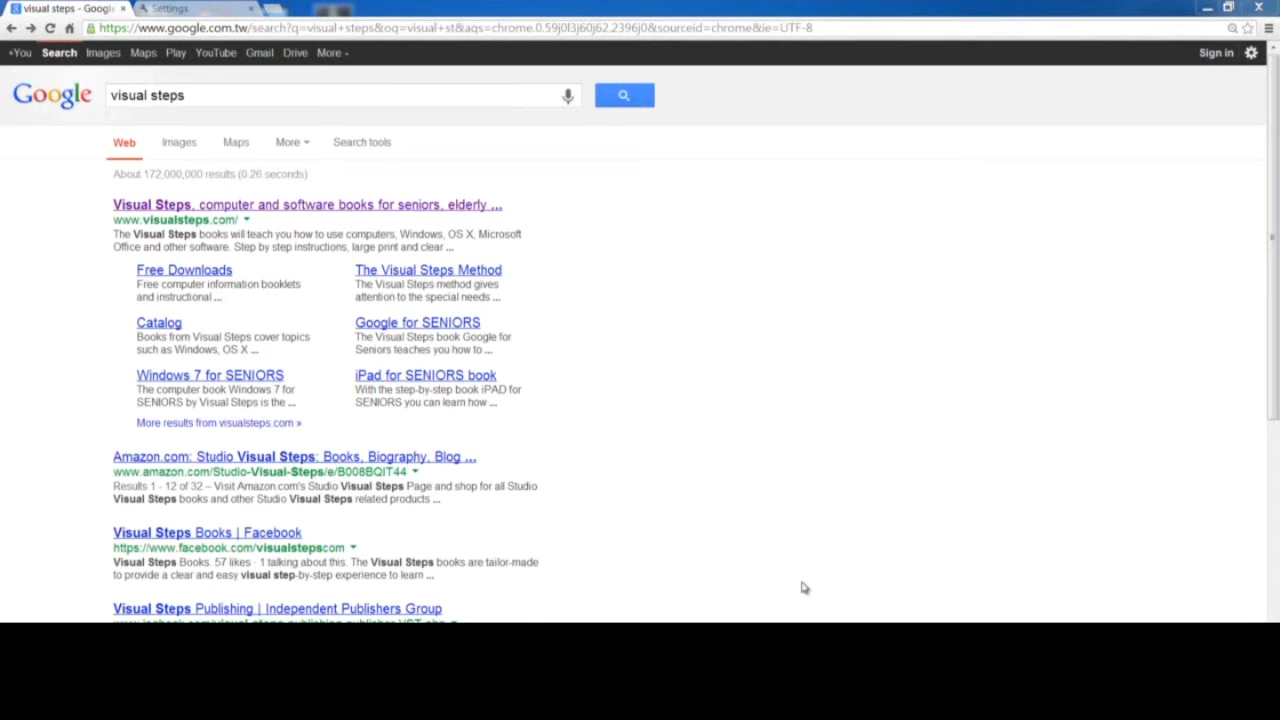 visual steps - Google
Settings
https://www.google.com.tw/search?q=visual+steps&oq=visual+st&aqs=chrome.0.59j0l3j60j62.2396j0&sourceid=chrome&ie=UTF-8
+You Search Images Maps Play YouTube Gmail Drive More
Sign in
Google visual steps
Web Images Maps More Search tools
About 172,000,000 results (0.26 seconds)
Visual Steps, computer and software books for seniors, elderly ...
www.visualsteps.com/
The Visual Steps books will teach you how to use computers, Windows, OS X, Microsoft
Office and other software. Step by step instructions, large print and clear ...
Free Downloads
Free computer information booklets
and instructional ...
The Visual Steps Method
The Visual Steps method gives
attention to the special needs ...
Catalog
Books from Visual Steps cover topics
such as Windows, OS X ...
Google for SENIORS
The Visual Steps book Google for
Seniors teaches you how to ...
Windows 7 for SENIORS
The computer book Windows 7 for
SENIORS by Visual Steps is the ...
iPad for SENIORS book
With the step-by-step book iPAD for
SENIORS you can learn how ...
More results from visualsteps.com »
Amazon.com: Studio Visual Steps: Books, Biography, Blog ...
www.amazon.com/Studio-Visual-Steps/e/B008BQIT44
Results 1 - 12 of 32 – Visit Amazon.com's Studio Visual Steps Page and shop for all Studio
Visual Steps books and other Studio Visual Steps related products ...
Visual Steps Books | Facebook
https://www.facebook.com/visualstepscom
Visual Steps Books. 57 likes · 1 talking about this. The Visual Steps books are tailor-made
to provide a clear and easy visual step-by-step experience to learn ...
Visual Steps Publishing | Independent Publishers Group